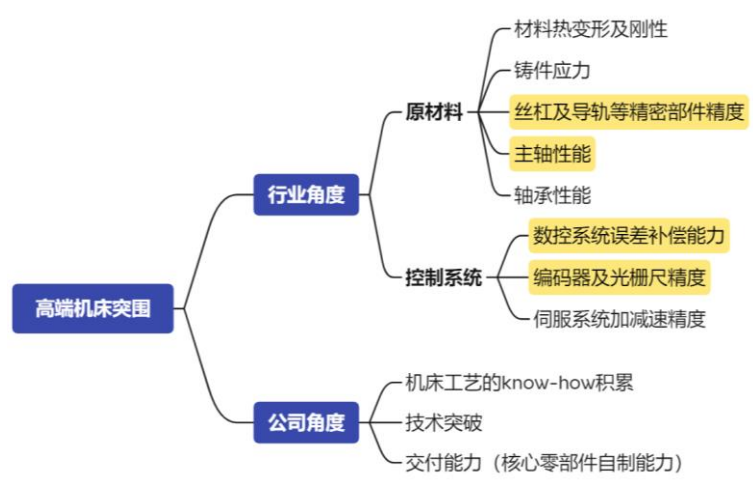 高端机床突围
行业角度
原材料
材料热变形及刚性
铸件应力
丝杠及导轨等精密部件精度
主轴性能
轴承性能
控制系统
数控系统误差补偿能力
编码器及光栅尺精度
伺服系统加减速精度
公司角度
机床工艺的know-how积累
技术突破
交付能力（核心零部件自制能力）